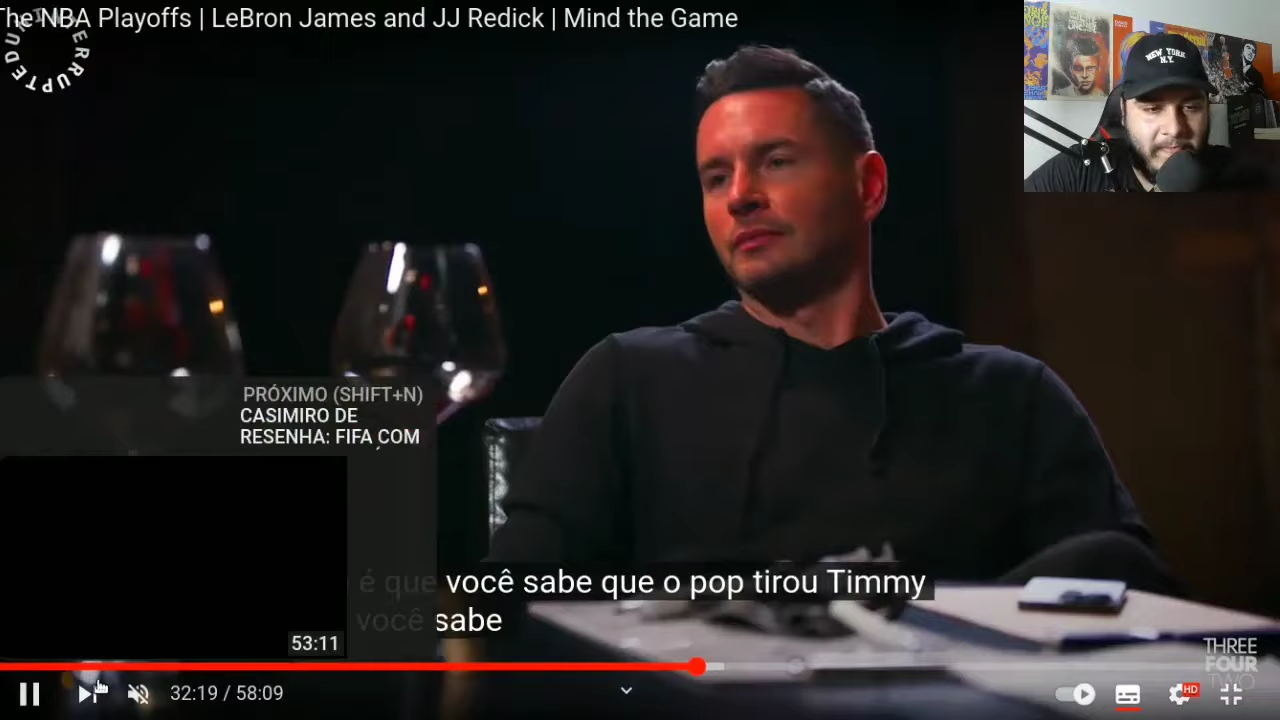 The NBA Playoffs | LeBron James and JJ Redick | Mind the Game
UNINTERRUPTED
NEW YORK
N.Y.
PRÓXIMO (SHIFT+N)
CASIMIRO DE
RESENHA: FIFA COM
é que você sabe que o pop tirou Timmy
você sabe
53:11
32:19 / 58:09
HD
THREE
FOUR
TWO